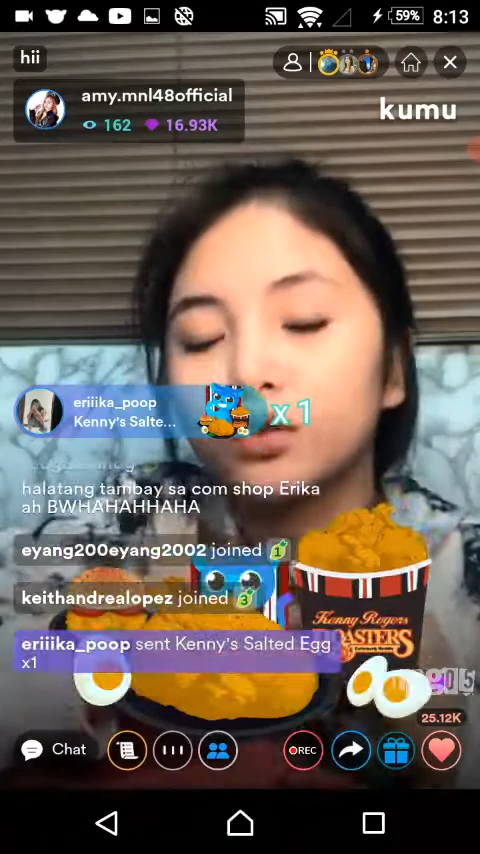 59% 8:13
hii
amy.mnl48official
162 16.93K
kumu
eriiika_poop
Kenny's Salte...
x 1
halatang tambay sa com shop Erika
ah BWHAHAHHAHA
eyang200eyang2002 joined 1
keithandrealopez joined 3
Kenny Rogers
ROASTERS
eriiika_poop sent Kenny's Salted Egg
x1
25.12K
Chat
REC